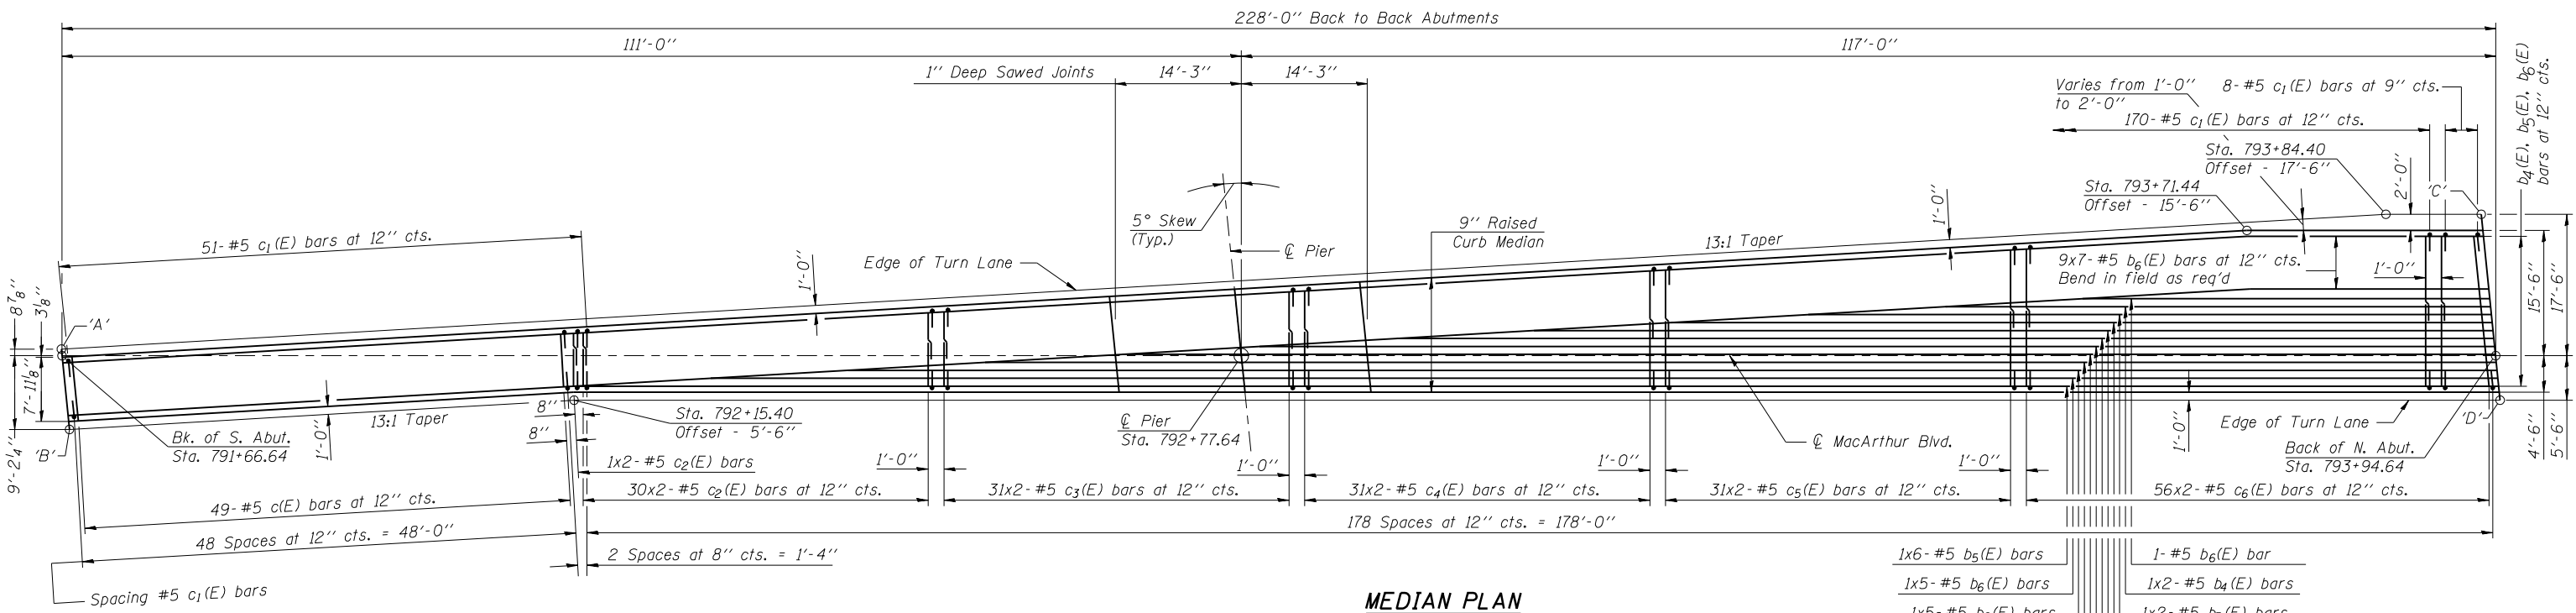 228'-0" Back to Back Abutments
111'-0"
117'-0"
1" Deep Sawed Joints
14'-3"
14'-3"
Varies from 1'-0"
to 2'-0"
8-#5 c1(E) bars at 9" cts.
170-#5 c1(E) bars at 12" cts.
b4(E), b5(E), b6(E)
bars at 12" cts.
Sta. 793+84.40
Offset - 17'-6"
Sta. 793+71.44
Offset - 15'-6"
2'-0"
'C'
5° Skew
(Typ.)
℄ Pier
9" Raised
Curb Median
1'-0"
13:1 Taper
51-#5 c1(E) bars at 12" cts.
Edge of Turn Lane
1'-0"
9x7-#5 b6(E) bars at 12" cts.
Bend in field as req'd
1'-0"
15'-6"
17'-6"
8 7/8"
3 1/8"
'A'
7'-11 1/8"
9'-2 1/4"
'B'
Bk. of S. Abut.
Sta. 791+66.64
1'-0"
13:1 Taper
8"
8"
Sta. 792+15.40
Offset - 5'-6"
℄ Pier
Sta. 792+77.64
℄ MacArthur Blvd.
1'-0"
Edge of Turn Lane
'D'
Back of N. Abut.
Sta. 793+94.64
4'-6"
5'-6"
1x2-#5 c2(E) bars
1'-0"
1'-0"
1'-0"
1'-0"
49-#5 c(E) bars at 12" cts.
30x2-#5 c2(E) bars at 12" cts.
31x2-#5 c3(E) bars at 12" cts.
31x2-#5 c4(E) bars at 12" cts.
31x2-#5 c5(E) bars at 12" cts.
56x2-#5 c6(E) bars at 12" cts.
48 Spaces at 12" cts. = 48'-0"
178 Spaces at 12" cts. = 178'-0"
2 Spaces at 8" cts. = 1'-4"
Spacing #5 c1(E) bars
1x6-#5 b5(E) bars
1-#5 b6(E) bar
1x5-#5 b6(E) bars
1x2-#5 b4(E) bars
MEDIAN PLAN